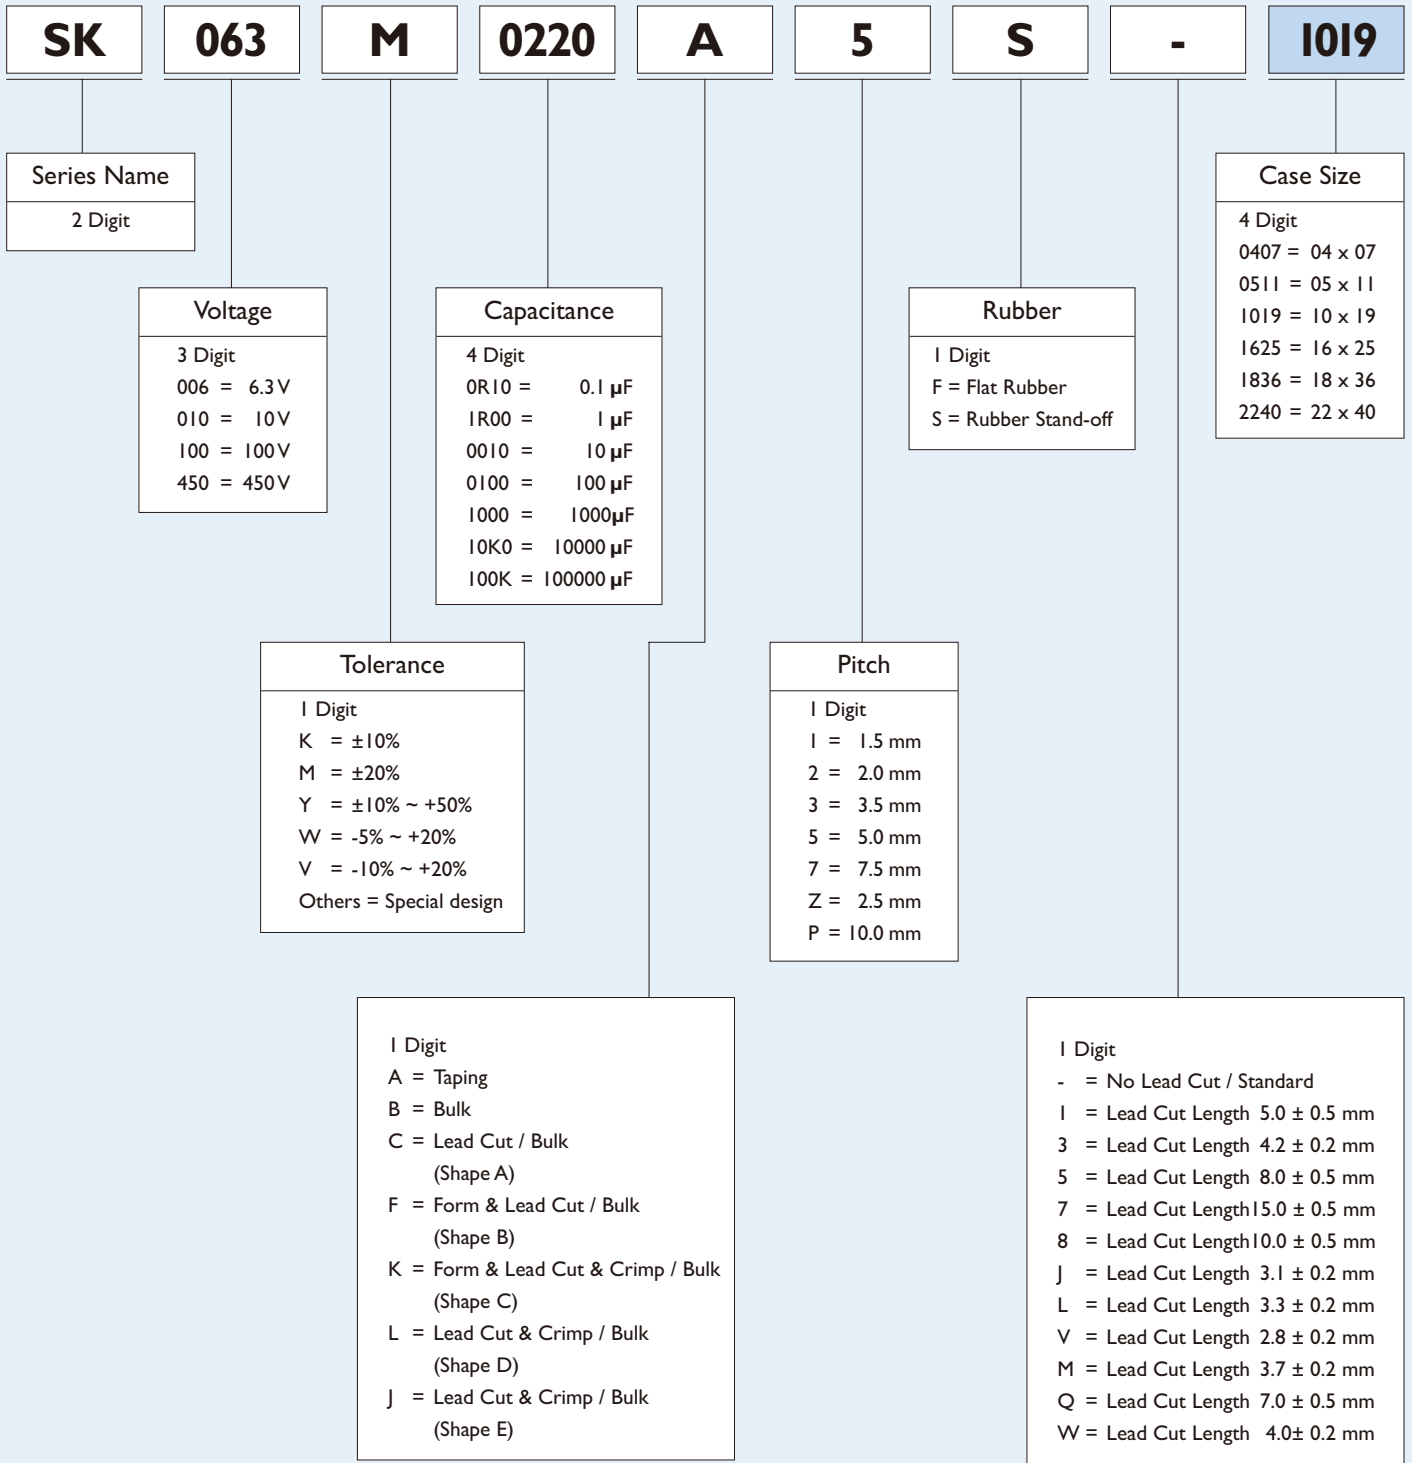 SK 063 M 0220 A 5 S - 1019
Series Name
2 Digit
Voltage
3 Digit
006 = 6.3V
010 = 10V
100 = 100V
450 = 450V
Capacitance
4 Digit
0R10 = 0.1 µF
1R00 = 1 µF
0010 = 10 µF
0100 = 100 µF
1000 = 1000µF
10K0 = 10000 µF
100K = 100000 µF
Rubber
1 Digit
F = Flat Rubber
S = Rubber Stand-off
Case Size
4 Digit
0407 = 04 x 07
0511 = 05 x 11
1019 = 10 x 19
1625 = 16 x 25
1836 = 18 x 36
2240 = 22 x 40
Tolerance
1 Digit
K = ±10%
M = ±20%
Y = ±10% ~ +50%
W = -5% ~ +20%
V = -10% ~ +20%
Others = Special design
Pitch
1 Digit
1 = 1.5 mm
2 = 2.0 mm
3 = 3.5 mm
5 = 5.0 mm
7 = 7.5 mm
Z = 2.5 mm
P = 10.0 mm
1 Digit
A = Taping
B = Bulk
C = Lead Cut / Bulk
(Shape A)
F = Form & Lead Cut / Bulk
(Shape B)
K = Form & Lead Cut & Crimp / Bulk
(Shape C)
L = Lead Cut & Crimp / Bulk
(Shape D)
J = Lead Cut & Crimp / Bulk
(Shape E)
1 Digit
- = No Lead Cut / Standard
1 = Lead Cut Length 5.0 ± 0.5 mm
3 = Lead Cut Length 4.2 ± 0.2 mm
5 = Lead Cut Length 8.0 ± 0.5 mm
7 = Lead Cut Length 15.0 ± 0.5 mm
8 = Lead Cut Length 10.0 ± 0.5 mm
J = Lead Cut Length 3.1 ± 0.2 mm
L = Lead Cut Length 3.3 ± 0.2 mm
V = Lead Cut Length 2.8 ± 0.2 mm
M = Lead Cut Length 3.7 ± 0.2 mm
Q = Lead Cut Length 7.0 ± 0.5 mm
W = Lead Cut Length 4.0± 0.2 mm